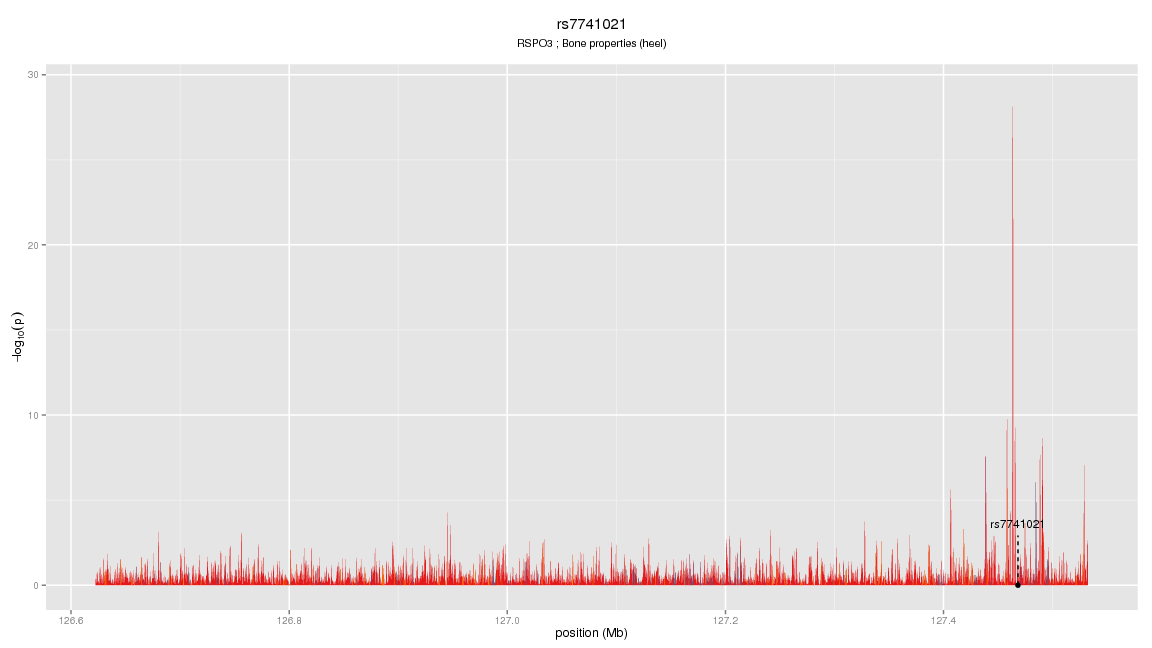 rs7741021
RSPO3 ; Bone properties (heel)
30
20
10
0
−log10(p)
rs7741021
126.6 126.8 127.0 127.2 127.4
position (Mb)